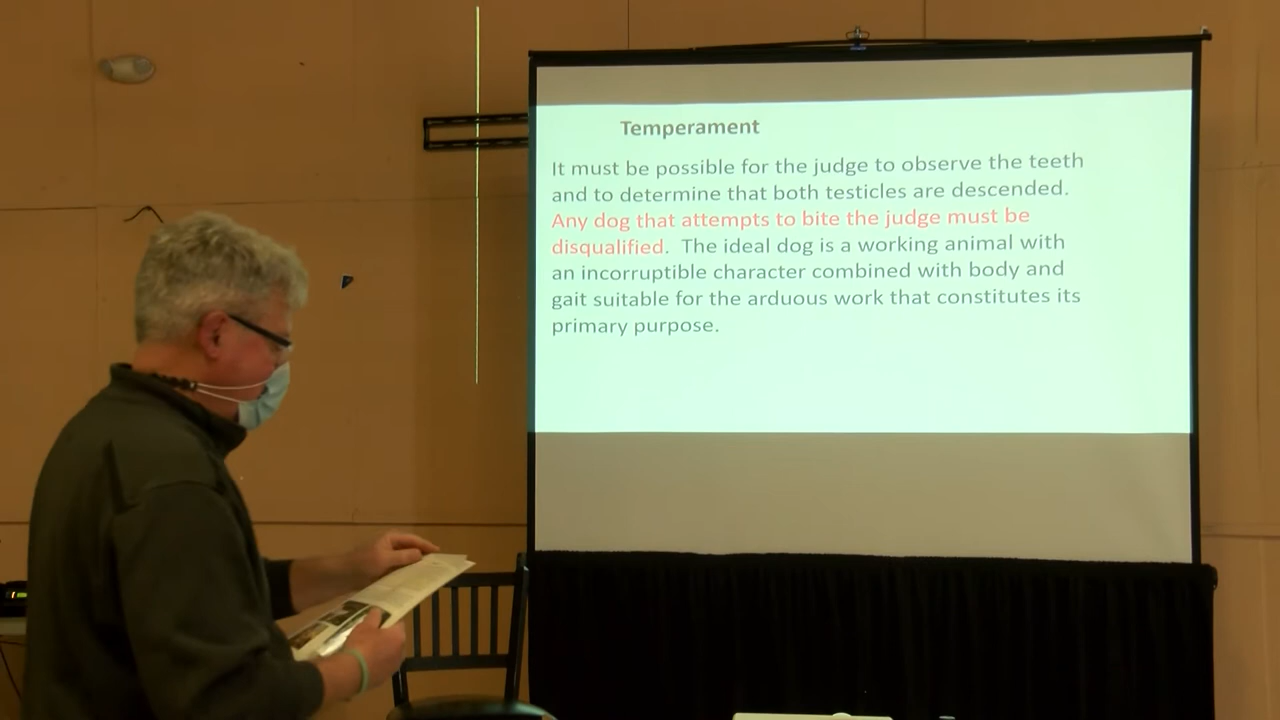 Temperament
It must be possible for the judge to observe the teeth
and to determine that both testicles are descended.
Any dog that attempts to bite the judge must be
disqualified. The ideal dog is a working animal with
an incorruptible character combined with body and
gait suitable for the arduous work that constitutes its
primary purpose.